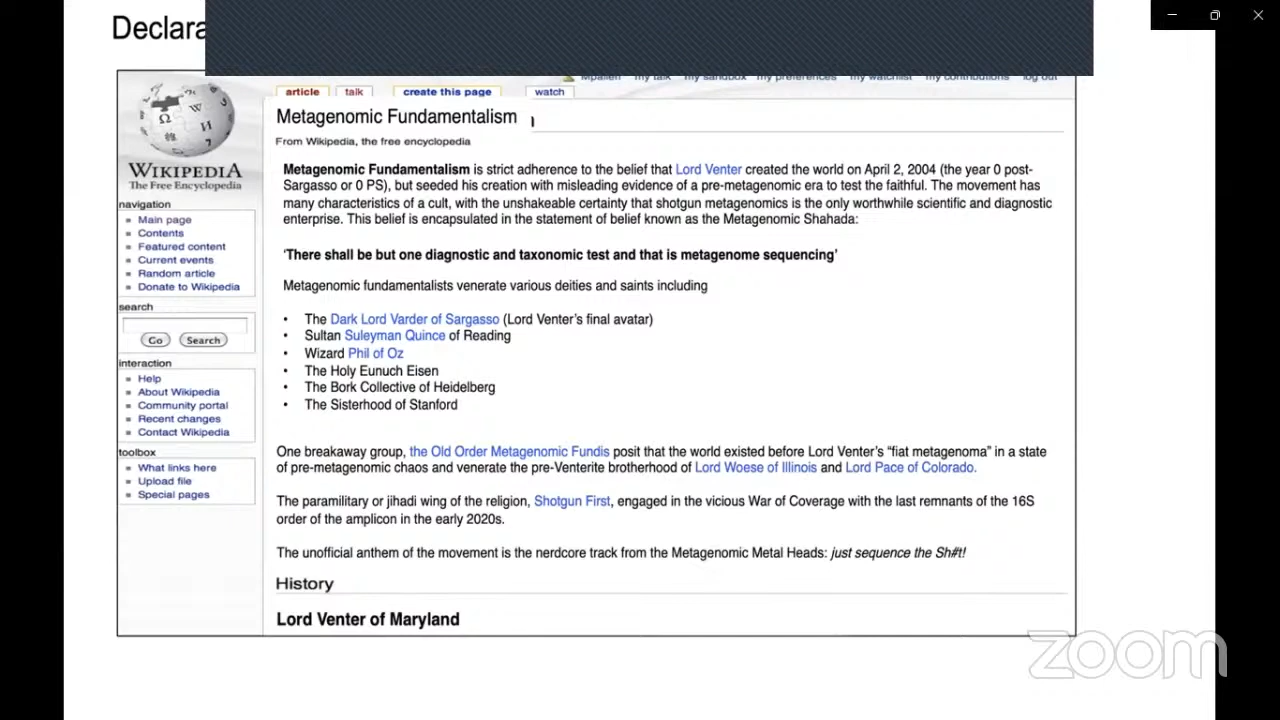 Declara
Mpallen my talk my sandbox my preferences my watchlist my contributions log out
article talk create this page watch
Metagenomic Fundamentalism
From Wikipedia, the free encyclopedia
WIKIPEDIA
The Free Encyclopedia
navigation
Main page
Contents
Featured content
Current events
Random article
Donate to Wikipedia
search
Go Search
interaction
Help
About Wikipedia
Community portal
Recent changes
Contact Wikipedia
toolbox
What links here
Upload file
Special pages
Metagenomic Fundamentalism is strict adherence to the belief that Lord Venter created the world on April 2, 2004 (the year 0 post-
Sargasso or 0 PS), but seeded his creation with misleading evidence of a pre-metagenomic era to test the faithful. The movement has
many characteristics of a cult, with the unshakeable certainty that shotgun metagenomics is the only worthwhile scientific and diagnostic
enterprise. This belief is encapsulated in the statement of belief known as the Metagenomic Shahada:
‘There shall be but one diagnostic and taxonomic test and that is metagenome sequencing’
Metagenomic fundamentalists venerate various deities and saints including
• The Dark Lord Varder of Sargasso (Lord Venter’s final avatar)
• Sultan Suleyman Quince of Reading
• Wizard Phil of Oz
• The Holy Eunuch Eisen
• The Bork Collective of Heidelberg
• The Sisterhood of Stanford
One breakaway group, the Old Order Metagenomic Fundis posit that the world existed before Lord Venter’s “fiat metagenoma” in a state
of pre-metagenomic chaos and venerate the pre-Venterite brotherhood of Lord Woese of Illinois and Lord Pace of Colorado.
The paramilitary or jihadi wing of the religion, Shotgun First, engaged in the vicious War of Coverage with the last remnants of the 16S
order of the amplicon in the early 2020s.
The unofficial anthem of the movement is the nerdcore track from the Metagenomic Metal Heads: just sequence the Sh#t!
History
Lord Venter of Maryland
zoom